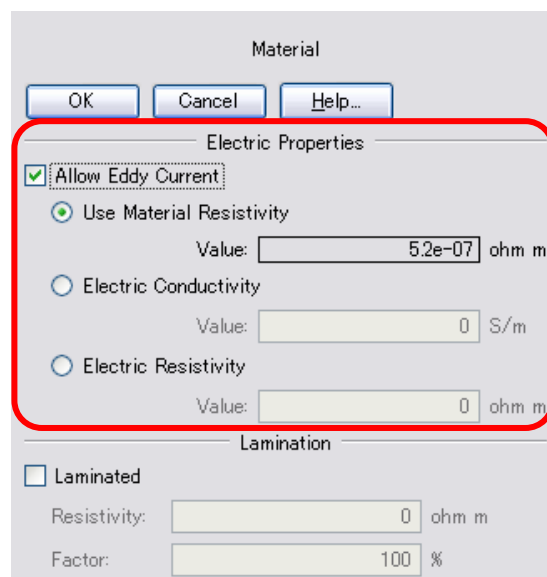 Material
OK Cancel Help...
Electric Properties
Allow Eddy Current
Use Material Resistivity
Value: 5.2e-07 ohm m
Electric Conductivity
Value: 0 S/m
Electric Resistivity
Value: 0 ohm m
Lamination
Laminated
Resistivity: 0 ohm m
Factor: 100 %